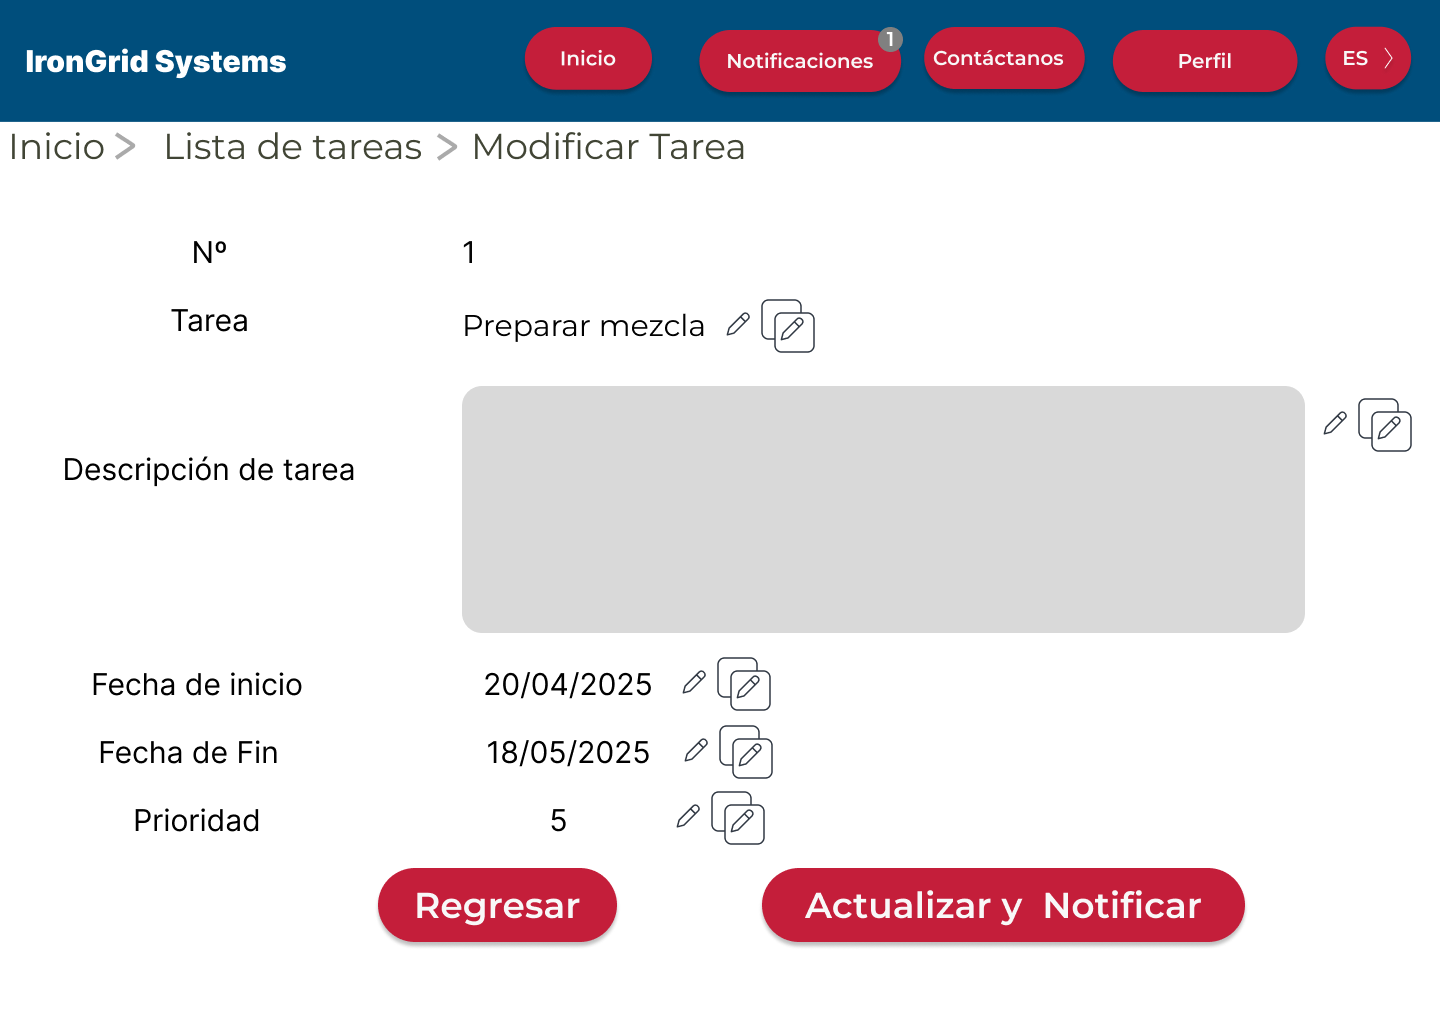 IronGrid Systems
Inicio
Notificaciones
1
Contáctanos
Perfil
ES
Inicio > Lista de tareas > Modificar Tarea
Nº 1
Tarea Preparar mezcla
Descripción de tarea
Fecha de inicio 20/04/2025
Fecha de Fin 18/05/2025
Prioridad 5
Regresar
Actualizar y Notificar